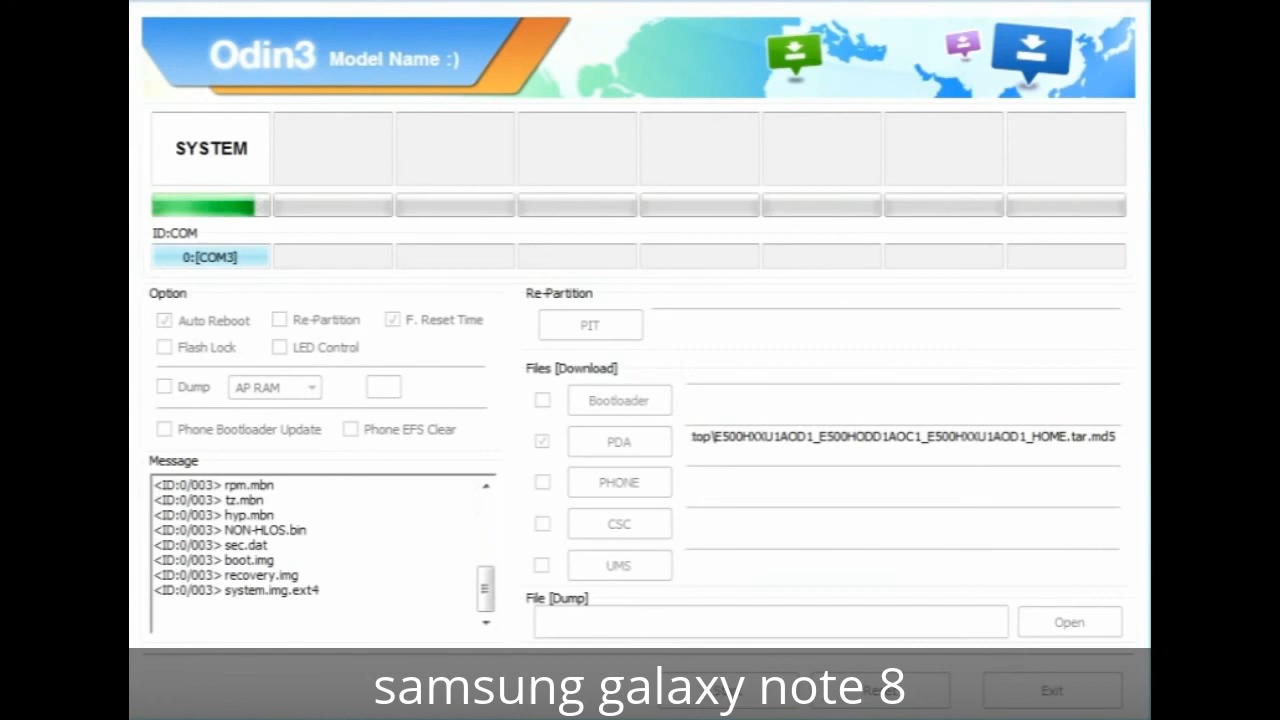 Odin3 Model Name :)
SYSTEM
ID:COM
0:[COM3]
Option
Auto Reboot
Re-Partition
F. Reset Time
Flash Lock
LED Control
Dump
AP RAM
Phone Bootloader Update
Phone EFS Clear
Message
<ID:0/003> rpm.mbn
<ID:0/003> tz.mbn
<ID:0/003> hyp.mbn
<ID:0/003> NON-HLOS.bin
<ID:0/003> sec.dat
<ID:0/003> boot.img
<ID:0/003> recovery.img
<ID:0/003> system.img.ext4
Re-Partition
PIT
Files [Download]
Bootloader
PDA
top\E500HXXU1AOD1_E500HODD1AOC1_E500HXXU1AOD1_HOME.tar.md5
PHONE
CSC
UMS
File [Dump]
Open
Exit
samsung galaxy note 8